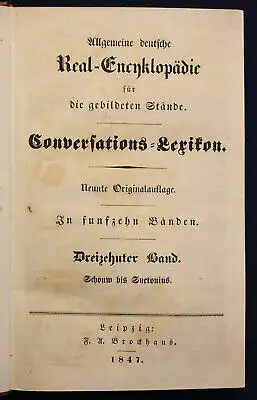 Allgemeine deutsche
Real-Encyklopädie
für
die gebildeten Stände.
Conversations-Lexikon.
Neunte Originalauflage.
In funfzehn Bänden.
Dreizehnter Band.
Schouw bis Suetonius.
Leipzig:
F. A. Brockhaus.
1847.